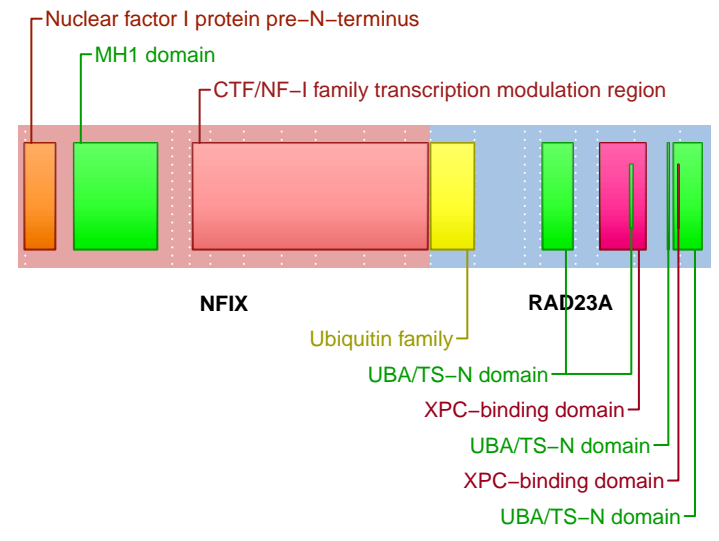 Nuclear factor I protein pre−N−terminus
MH1 domain
CTF/NF−I family transcription modulation region
NFIX
RAD23A
Ubiquitin family
UBA/TS−N domain
XPC−binding domain
UBA/TS−N domain
XPC−binding domain
UBA/TS−N domain